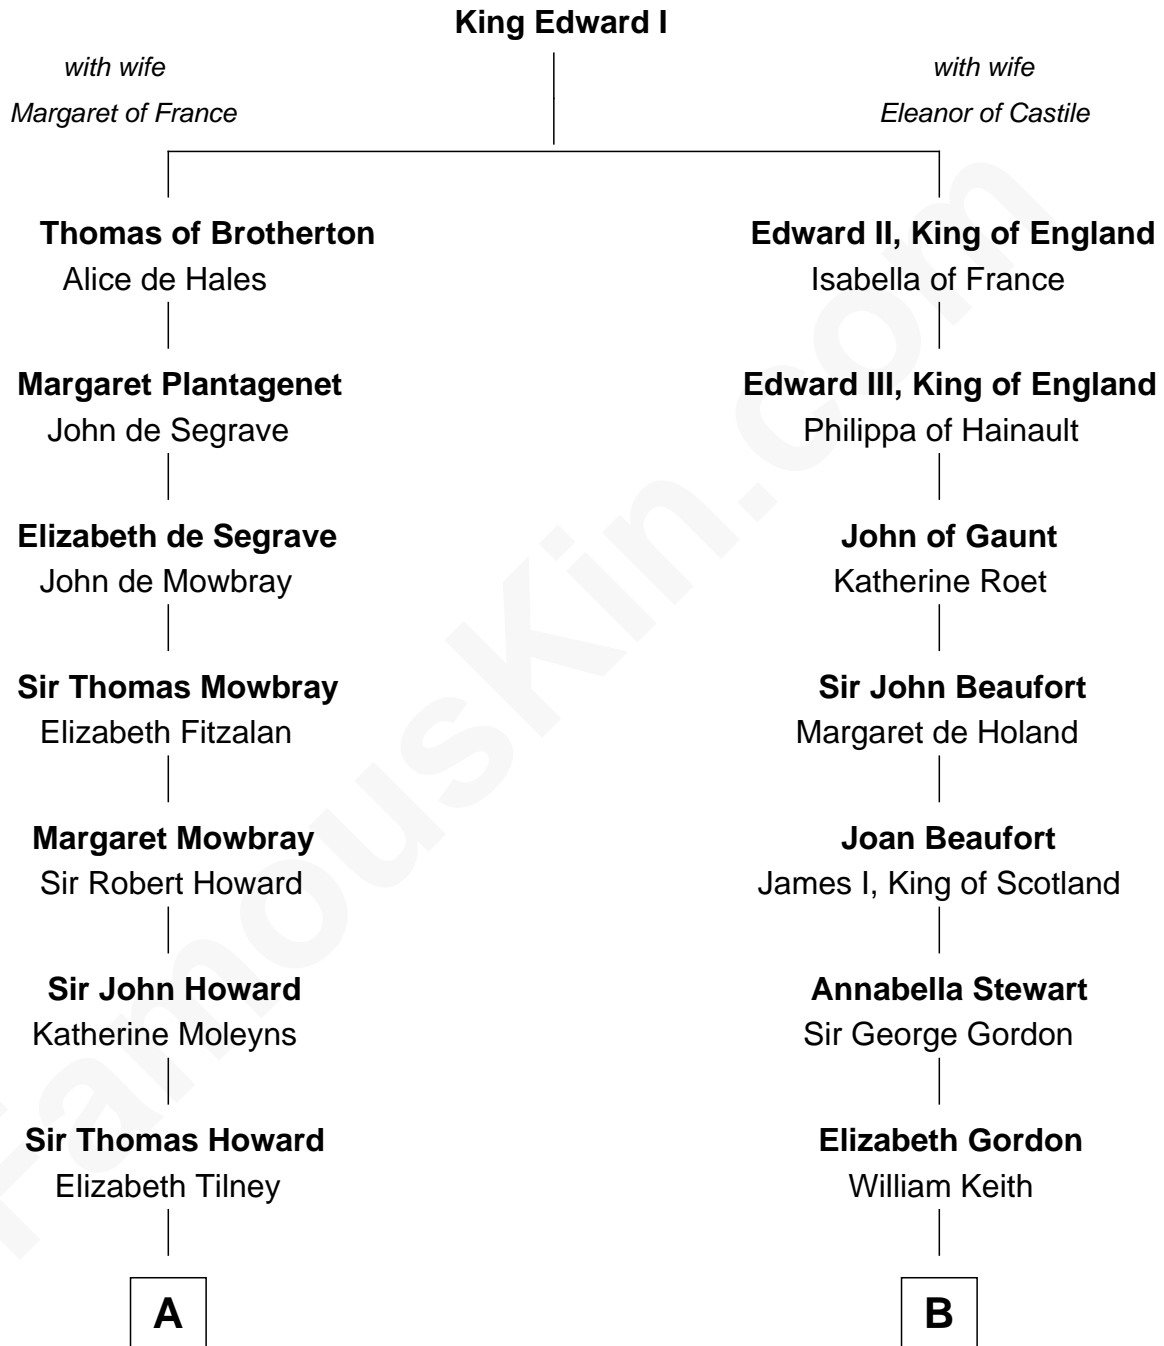 King Edward I
with wife
Margaret of France
with wife
Eleanor of Castile
Thomas of Brotherton
Alice de Hales
Edward II, King of England
Isabella of France
Margaret Plantagenet
John de Segrave
Edward III, King of England
Philippa of Hainault
Elizabeth de Segrave
John de Mowbray
John of Gaunt
Katherine Roet
Sir Thomas Mowbray
Elizabeth Fitzalan
Sir John Beaufort
Margaret de Holand
Margaret Mowbray
Sir Robert Howard
Joan Beaufort
James I, King of Scotland
Sir John Howard
Katherine Moleyns
Annabella Stewart
Sir George Gordon
Sir Thomas Howard
Elizabeth Tilney
Elizabeth Gordon
William Keith
A
B
FamousKin.com